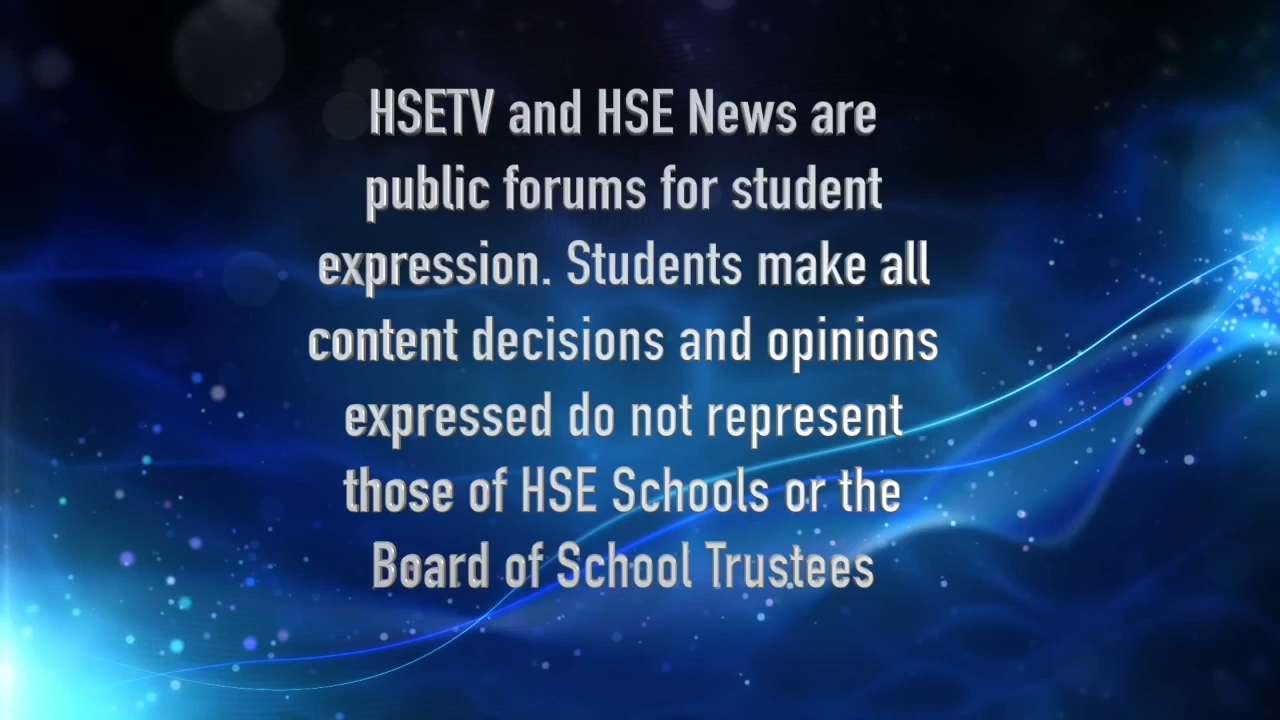 HSETV and HSE News are
public forums for student
expression. Students make all
content decisions and opinions
expressed do not represent
those of HSE Schools or the
Board of School Trustees